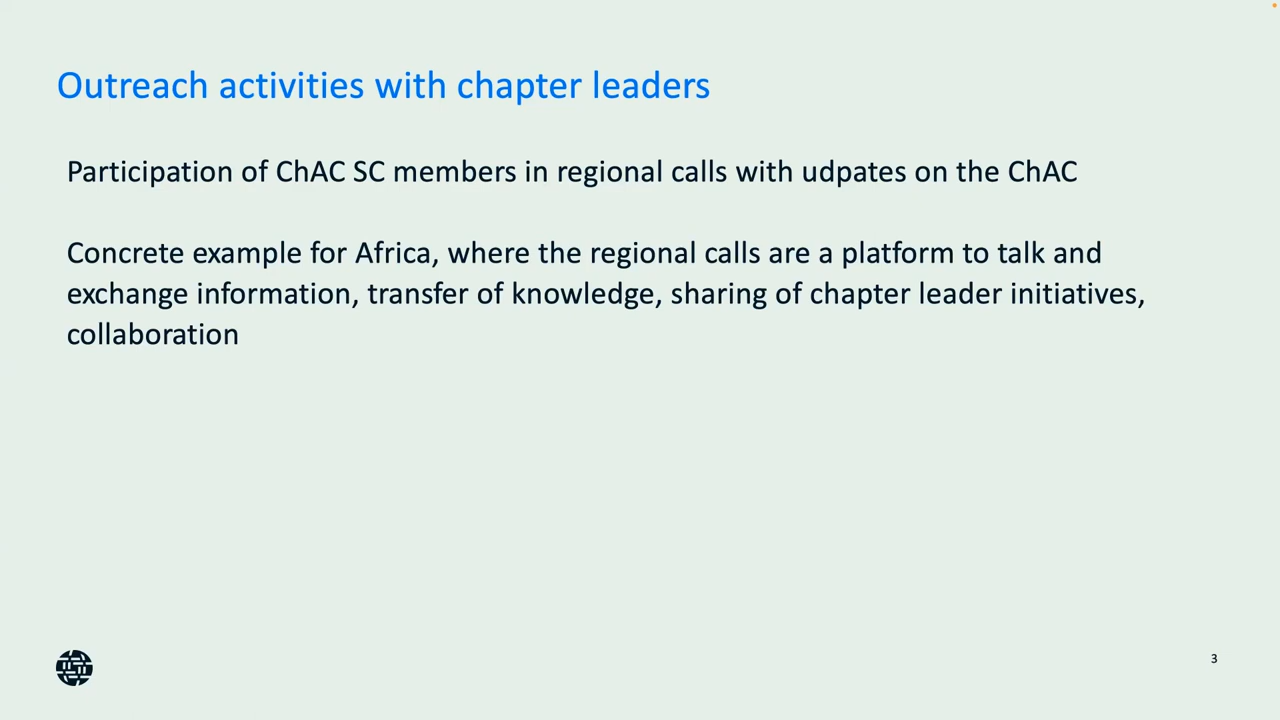 Outreach activities with chapter leaders
Participation of ChAC SC members in regional calls with udpates on the ChAC
Concrete example for Africa, where the regional calls are a platform to talk and
exchange information, transfer of knowledge, sharing of chapter leader initiatives,
collaboration
3